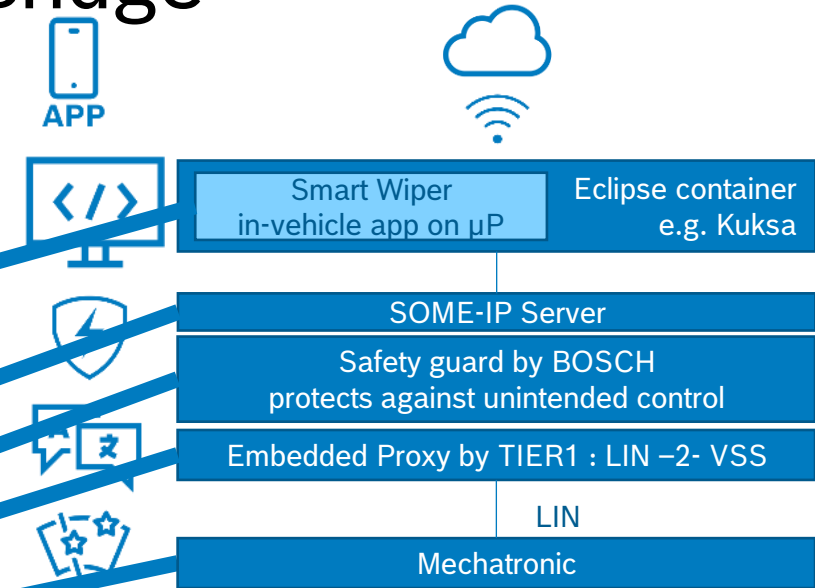 APP
Smart Wiper
in-vehicle app on µP
Eclipse container
e.g. Kuksa
SOME-IP Server
Safety guard by BOSCH
protects against unintended control
Embedded Proxy by TIER1 : LIN –2- VSS
LIN
Mechatronic